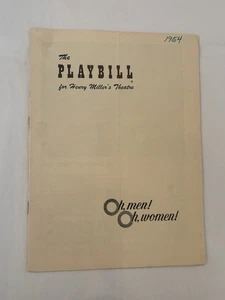 1954
The
PLAYBILL
for Henry Miller's Theatre
Oh, men!
Oh, women!